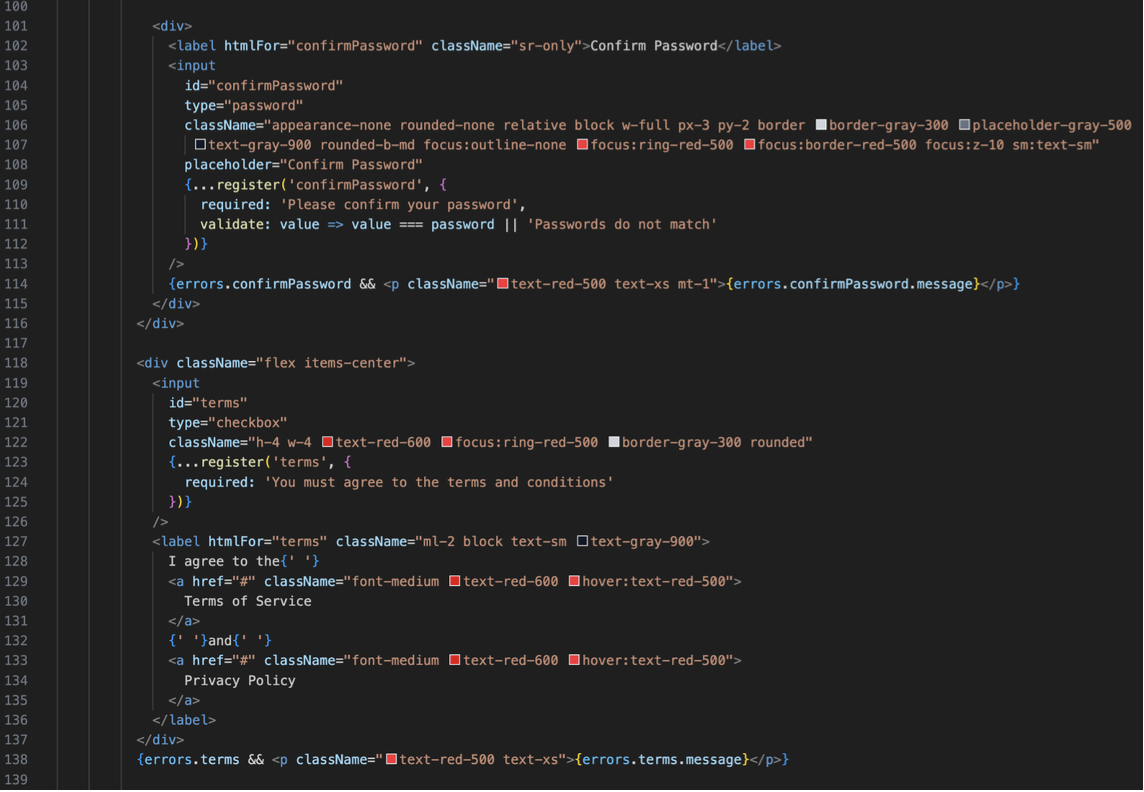 100
101 <div>
102 <label htmlFor="confirmPassword" className="sr-only">Confirm Password</label>
103 <input
104 id="confirmPassword"
105 type="password"
106 className="appearance-none rounded-none relative block w-full px-3 py-2 border border-gray-300 placeholder-gray-500
107 text-gray-900 rounded-b-md focus:outline-none focus:ring-red-500 focus:border-red-500 focus:z-10 sm:text-sm"
108 placeholder="Confirm Password"
109 {...register('confirmPassword', {
110 required: 'Please confirm your password',
111 validate: value => value === password || 'Passwords do not match'
112 })}
113 />
114 {errors.confirmPassword && <p className="text-red-500 text-xs mt-1">{errors.confirmPassword.message}</p>}
115 </div>
116 </div>
117
118 <div className="flex items-center">
119 <input
120 id="terms"
121 type="checkbox"
122 className="h-4 w-4 text-red-600 focus:ring-red-500 border-gray-300 rounded"
123 {...register('terms', {
124 required: 'You must agree to the terms and conditions'
125 })}
126 />
127 <label htmlFor="terms" className="ml-2 block text-sm text-gray-900">
128 I agree to the{' '}
129 <a href="#" className="font-medium text-red-600 hover:text-red-500">
130 Terms of Service
131 </a>
132 {' '}and{' '}
133 <a href="#" className="font-medium text-red-600 hover:text-red-500">
134 Privacy Policy
135 </a>
136 </label>
137 </div>
138 {errors.terms && <p className="text-red-500 text-xs">{errors.terms.message}</p>}
139